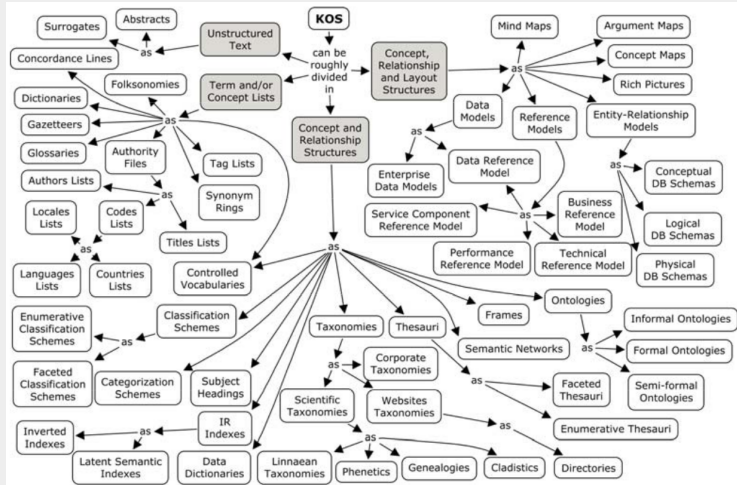 KOS
can be
roughly
divided
in
Unstructured
Text
as
Abstracts
Surrogates
Term and/or
Concept Lists
as
Concordance Lines
Folksonomies
Dictionaries
Gazetteers
Glossaries
Authority
Files
Tag Lists
Synonym
Rings
Controlled
Vocabularies
as
Authors Lists
Codes
Lists
Titles Lists
as
Locales
Lists
Languages
Lists
Countries
Lists
Concept,
Relationship
and Layout
Structures
as
Mind Maps
Argument Maps
Concept Maps
Rich Pictures
Data
Models
Reference
Models
Entity-Relationship
Models
as
Enterprise
Data Models
Data Reference
Model
as
Service Component
Reference Model
Business
Reference
Model
Performance
Reference Model
Technical
Reference Model
as
Conceptual
DB Schemas
Logical
DB Schemas
Physical
DB Schemas
Concept and
Relationship
Structures
as
Classification
Schemes
as
Enumerative
Classification
Schemes
Faceted
Classification
Schemes
Categorization
Schemes
Subject
Headings
IR
Indexes
as
Inverted
Indexes
Latent Semantic
Indexes
Data
Dictionaries
Taxonomies
as
Corporate
Taxonomies
Scientific
Taxonomies
Websites
Taxonomies
as
Linnaean
Taxonomies
Phenetics
Genealogies
Cladistics
as
Directories
Thesauri
as
Faceted
Thesauri
Enumerative Thesauri
Semantic Networks
Frames
Ontologies
as
Informal Ontologies
Formal Ontologies
Semi-formal
Ontologies